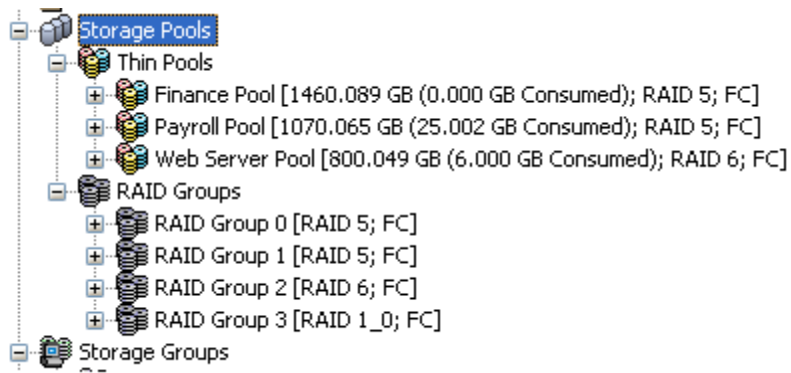 Storage Pools
Thin Pools
Finance Pool [1460.089 GB (0.000 GB Consumed); RAID 5; FC]
Payroll Pool [1070.065 GB (25.002 GB Consumed); RAID 5; FC]
Web Server Pool [800.049 GB (6.000 GB Consumed); RAID 6; FC]
RAID Groups
RAID Group 0 [RAID 5; FC]
RAID Group 1 [RAID 5; FC]
RAID Group 2 [RAID 6; FC]
RAID Group 3 [RAID 1_0; FC]
Storage Groups